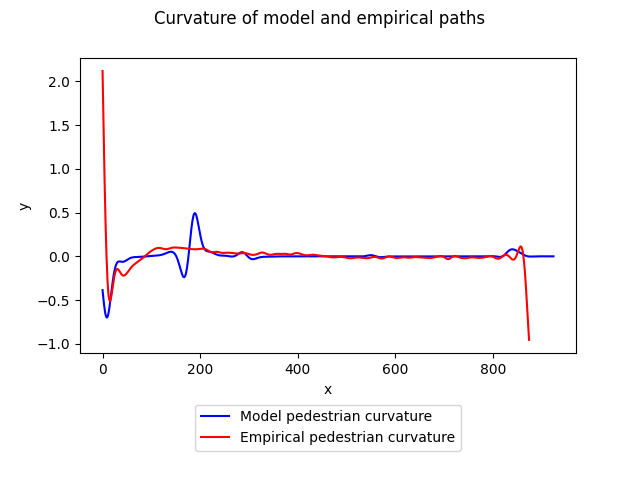 Curvature of model and empirical paths
2.0
1.5
1.0
0.5
0.0
−0.5
−1.0
y
0 200 400 600 800
x
Model pedestrian curvature
Empirical pedestrian curvature